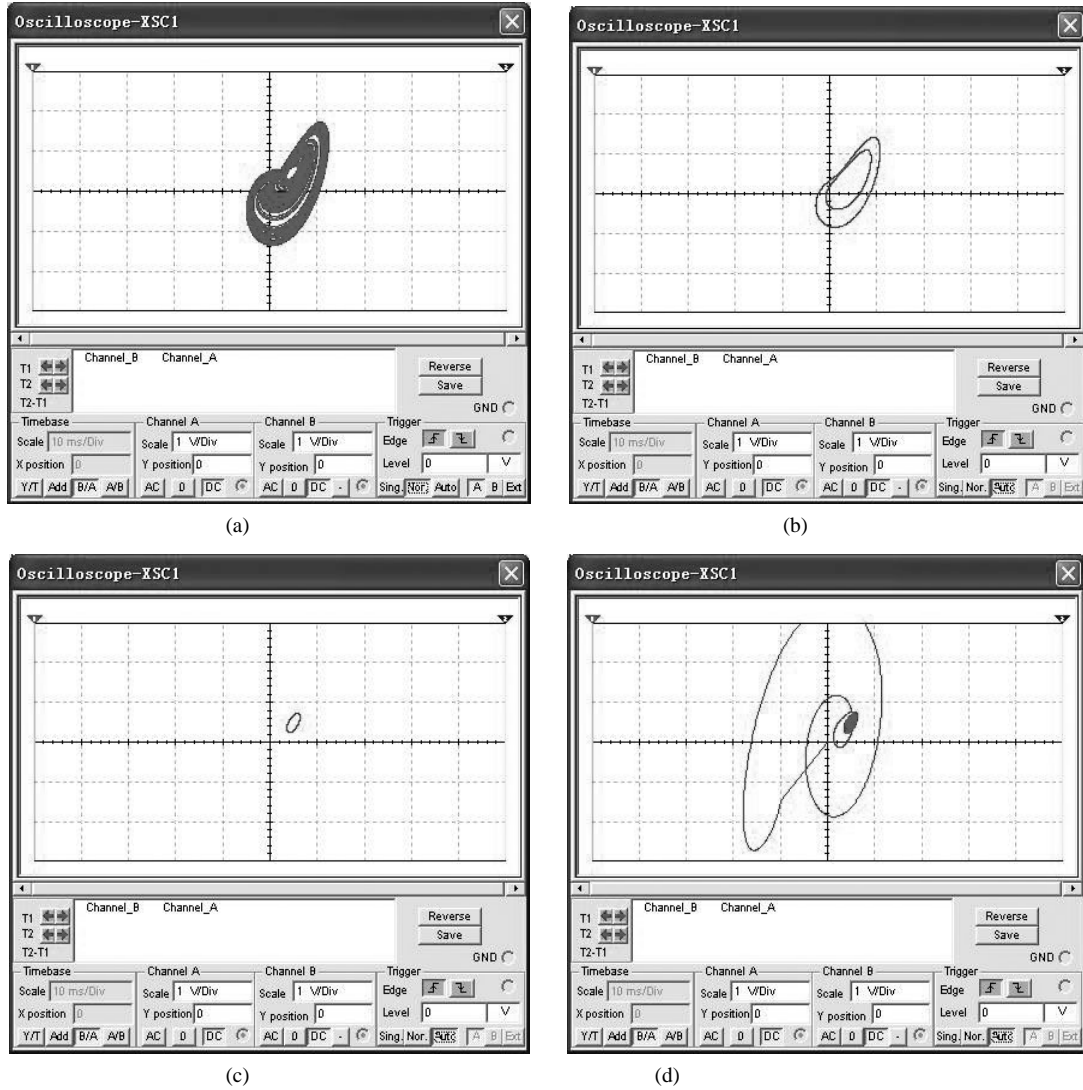 Oscilloscope-XSC1
1 2
Channel_B Channel_A
T1
T2
T2-T1
Reverse
Save
GND
Timebase
Scale 10 ms/Div
X position 0
Y/T Add B/A A/B
Channel A
Scale 1 V/Div
Y position 0
AC 0 DC
Channel B
Scale 1 V/Div
Y position 0
AC 0 DC -
Trigger
Edge
Level 0 V
Sing. Nor. Auto A B Ext
(a)
Oscilloscope-XSC1
1 2
Channel_B Channel_A
T1
T2
T2-T1
Reverse
Save
GND
Timebase
Scale 10 ms/Div
X position 0
Y/T Add B/A A/B
Channel A
Scale 1 V/Div
Y position 0
AC 0 DC
Channel B
Scale 1 V/Div
Y position 0
AC 0 DC -
Trigger
Edge
Level 0 V
Sing. Nor. Auto A B Ext
(b)
Oscilloscope-XSC1
1 2
Channel_B Channel_A
T1
T2
T2-T1
Reverse
Save
GND
Timebase
Scale 10 ms/Div
X position 0
Y/T Add B/A A/B
Channel A
Scale 1 V/Div
Y position 0
AC 0 DC
Channel B
Scale 1 V/Div
Y position 0
AC 0 DC -
Trigger
Edge
Level 0 V
Sing. Nor. Auto A B Ext
(c)
Oscilloscope-XSC1
1 2
Channel_B Channel_A
T1
T2
T2-T1
Reverse
Save
GND
Timebase
Scale 10 ms/Div
X position 0
Y/T Add B/A A/B
Channel A
Scale 1 V/Div
Y position 0
AC 0 DC
Channel B
Scale 1 V/Div
Y position 0
AC 0 DC -
Trigger
Edge
Level 0 V
Sing. Nor. Auto A B Ext
(d)